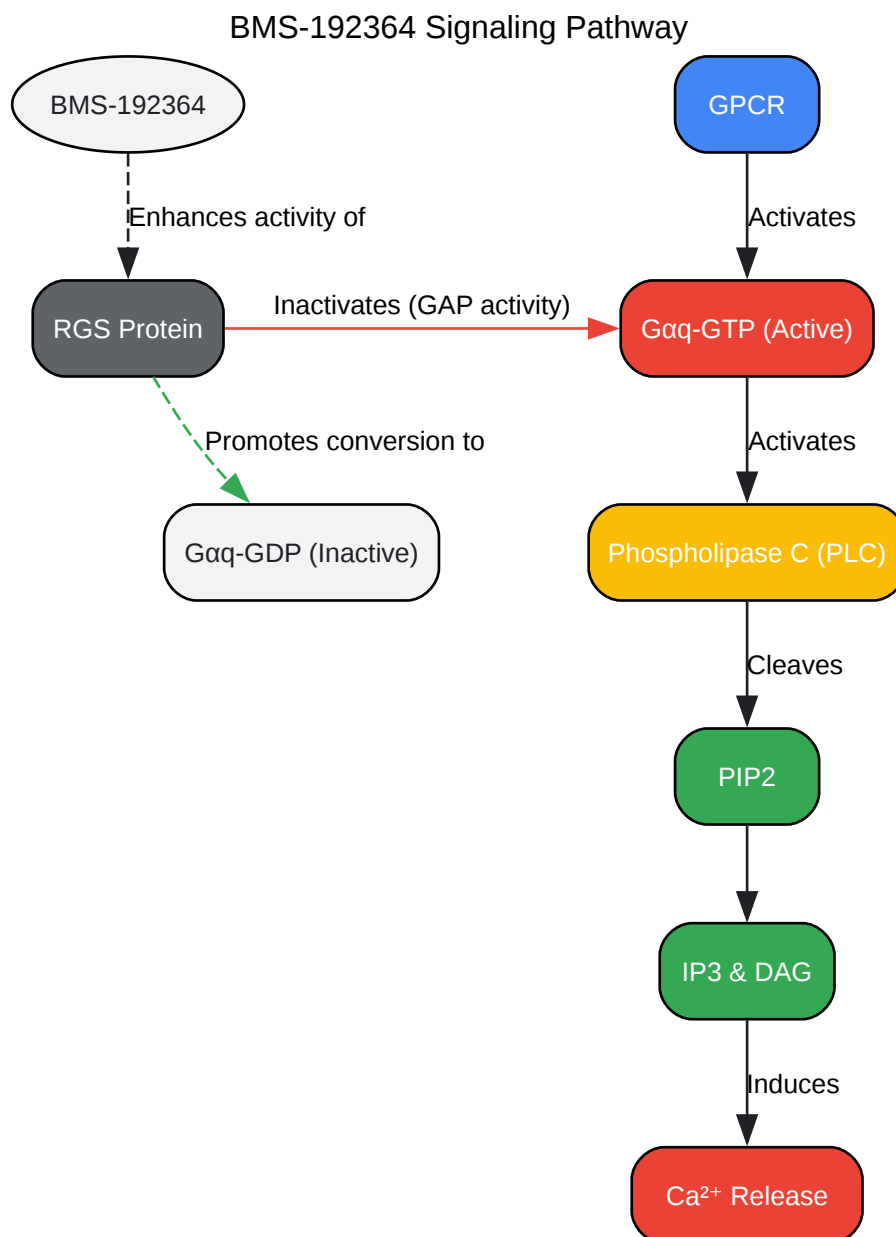 BMS-192364 Signaling Pathway
BMS-192364
GPCR
Enhances activity of
Activates
RGS Protein
Inactivates (GAP activity)
Gαq-GTP (Active)
Promotes conversion to
Activates
Gαq-GDP (Inactive)
Phospholipase C (PLC)
Cleaves
PIP2
IP3 & DAG
Induces
Ca²⁺ Release